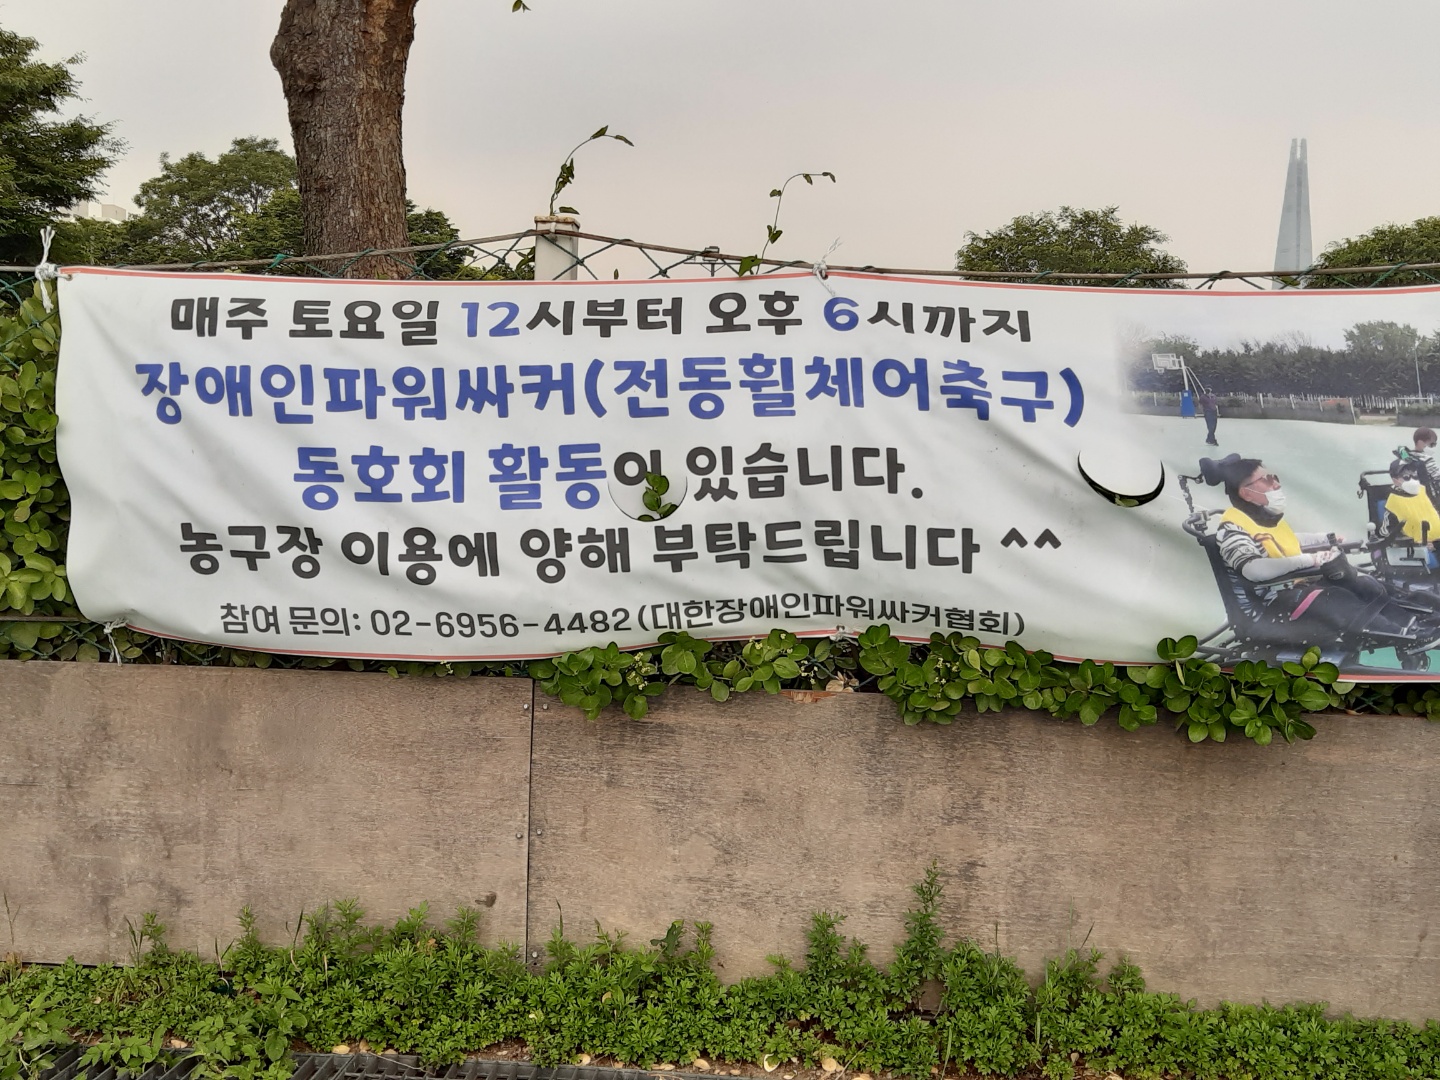 매주 토요일 12시부터 오후 6시까지
장애인파워싸커(전동휠체어축구)
동호회 활동이 있습니다.
농구장 이용에 양해 부탁드립니다 ^^
참여 문의: 02-6956-4482(대한장애인파워싸커협회)